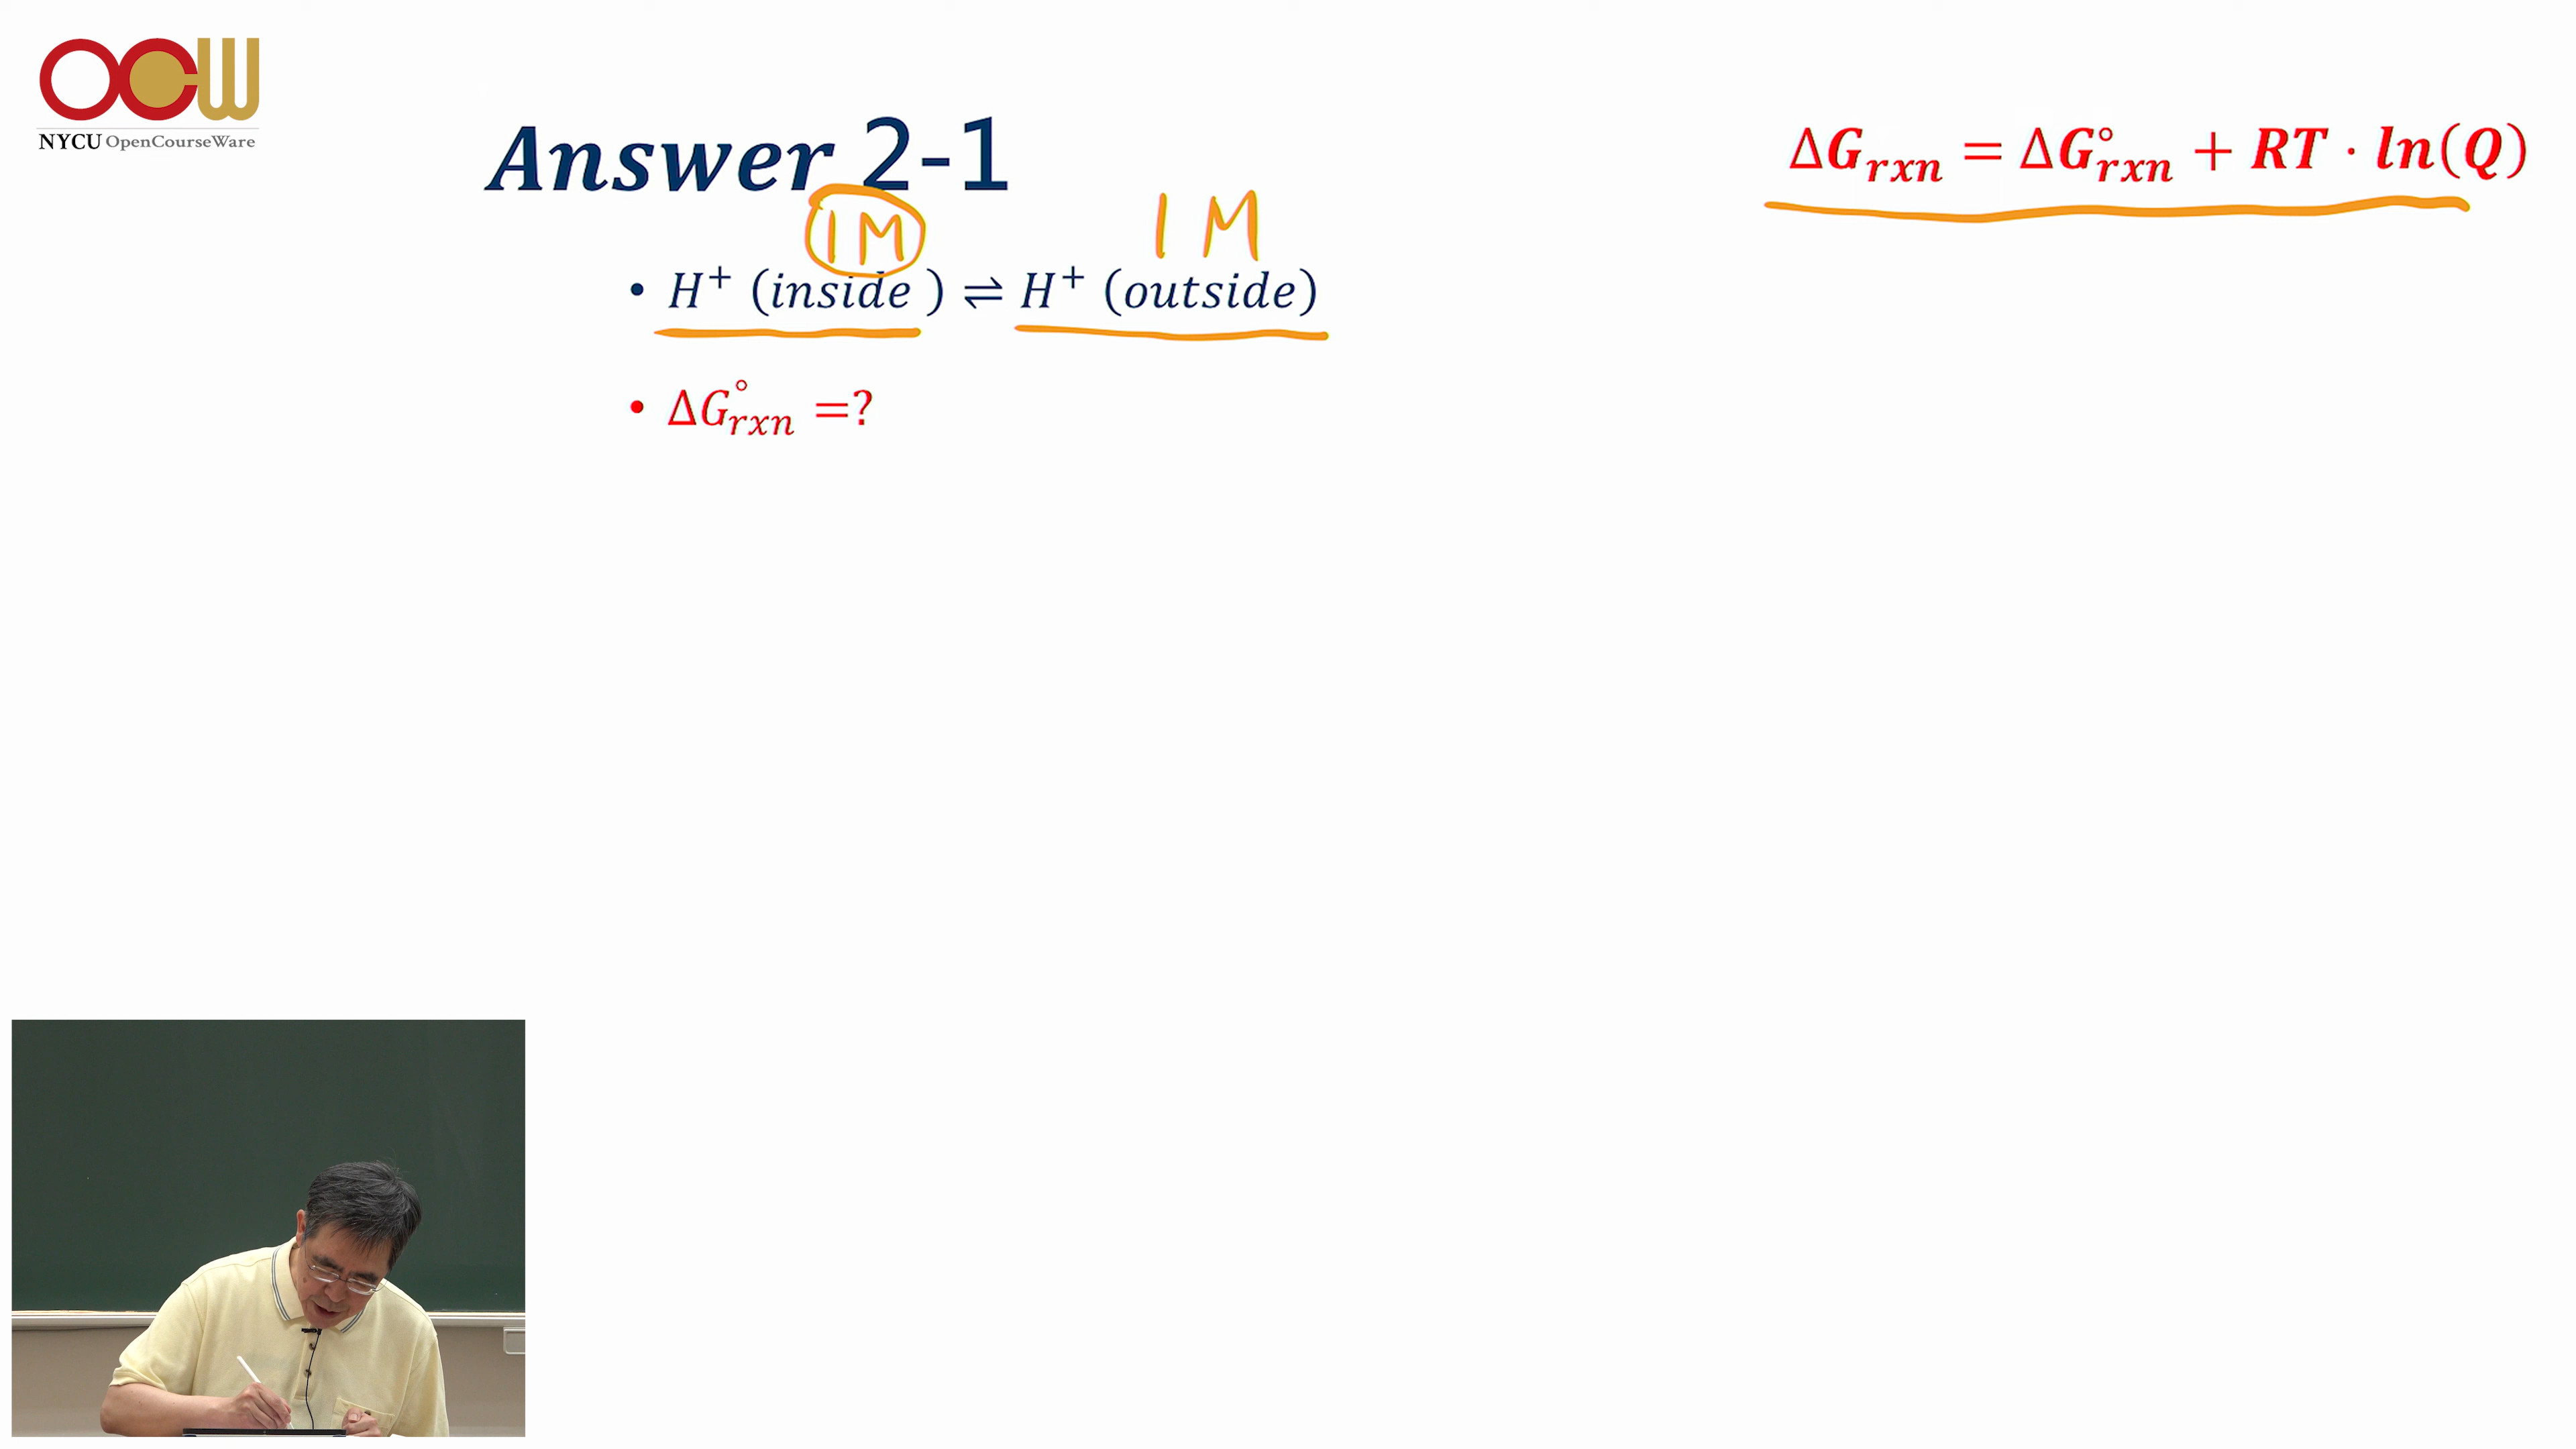 OCW
NYCU OpenCourseWare
Answer 2-1
ΔG_rxn = ΔG°_rxn + RT · ln(Q)
1M 1M
• H⁺ (inside ) ⇌ H⁺ (outside)
• ΔG°_rxn =?